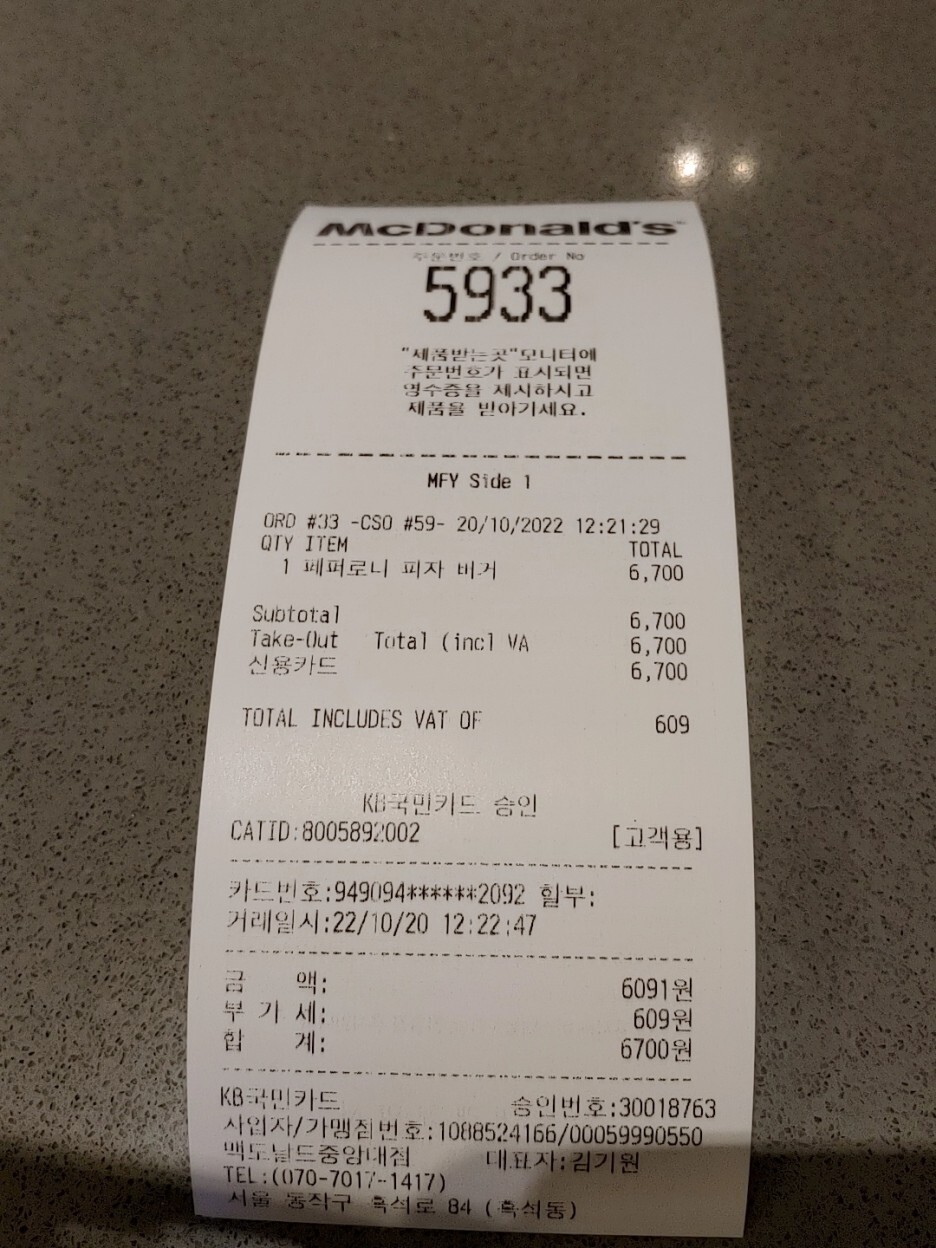 McDonald's
주문번호 / Order No
5933
"제품받는곳"모니터에
주문번호가 표시되면
영수증을 제시하시고
제품을 받아가세요.
MFY Side 1
ORD #33 -CSO #59- 20/10/2022 12:21:29
QTY ITEM TOTAL
1 페퍼로니 피자 버거 6,700
Subtotal 6,700
Take-Out Total (incl VA 6,700
신용카드 6,700
TOTAL INCLUDES VAT OF 609
KB국민카드 승인
CATID:8005892002 [고객용]
카드번호:949094******2092 할부:
거래일시:22/10/20 12:22:47
금 액: 6091원
부 가 세: 609원
합 계: 6700원
KB국민카드 승인번호:30018763
사업자/가맹점번호:1088524166/00059990550
맥도날드중앙대점 대표자:김기원
TEL:(070-7017-1417)
서울 동작구 흑석로 84 (흑석동)